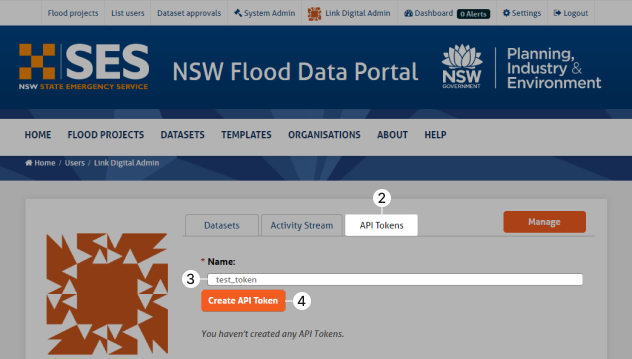 Flood projects List users Dataset approvals System Admin Link Digital Admin Dashboard 0 Alerts Settings Logout
SES
NSW STATE EMERGENCY SERVICE
NSW Flood Data Portal
NSW
GOVERNMENT
Planning,
Industry &
Environment
HOME FLOOD PROJECTS DATASETS TEMPLATES ORGANISATIONS ABOUT HELP
Home / Users / Link Digital Admin
2
Datasets Activity Stream API Tokens Manage
* Name:
3 test_token
Create API Token 4
You haven't created any API Tokens.